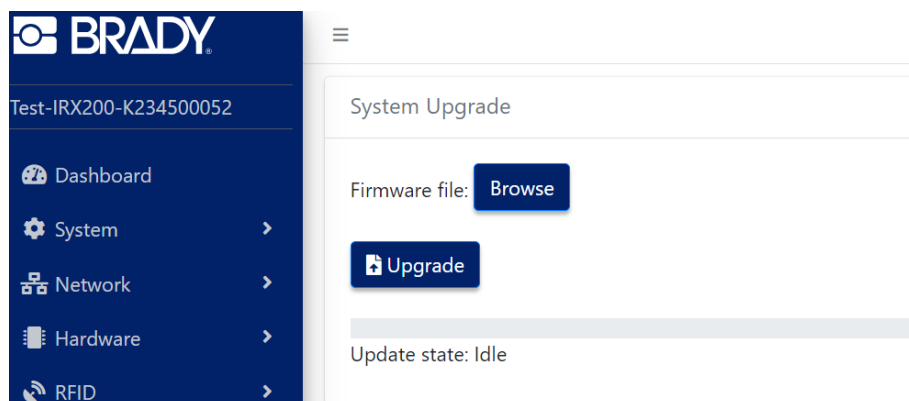 BRADY
Test-IRX200-K234500052
Dashboard
System
Network
Hardware
RFID
System Upgrade
Firmware file: Browse
Upgrade
Update state: Idle